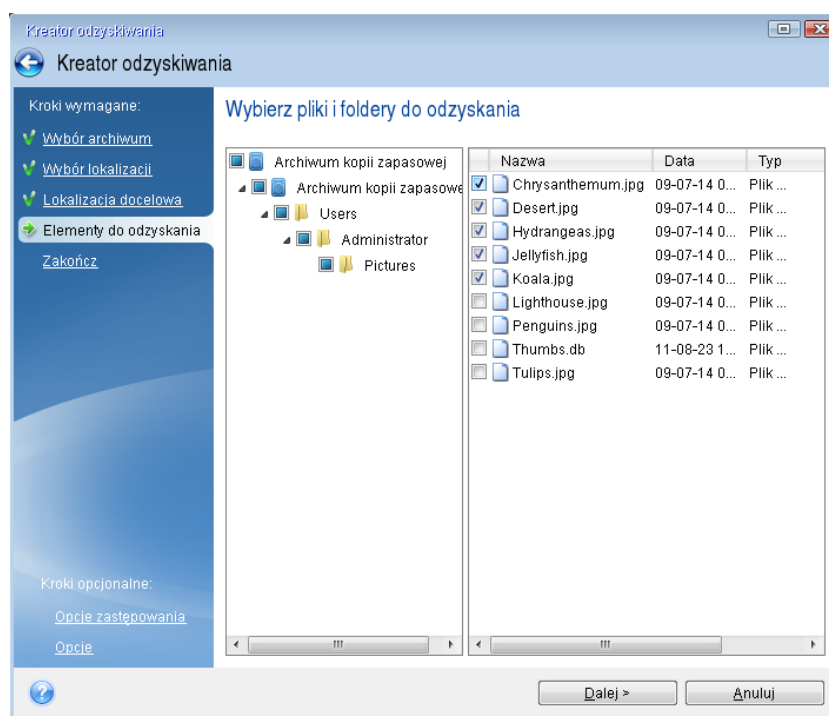 Kreator odzyskiwania
Kreator odzyskiwania
Kroki wymagane:
Wybór archiwum
Wybór lokalizacji
Lokalizacja docelowa
Elementy do odzyskania
Zakończ
Kroki opcjonalne:
Opcje zastępowania
Opcje
Wybierz pliki i foldery do odzyskania
Archiwum kopii zapasowej
Archiwum kopii zapasowe
Users
Administrator
Pictures
Nazwa Data Typ
Chrysanthemum.jpg 09-07-14 0... Plik ...
Desert.jpg 09-07-14 0... Plik ...
Hydrangeas.jpg 09-07-14 0... Plik ...
Jellyfish.jpg 09-07-14 0... Plik ...
Koala.jpg 09-07-14 0... Plik ...
Lighthouse.jpg 09-07-14 0... Plik ...
Penguins.jpg 09-07-14 0... Plik ...
Thumbs.db 11-08-23 1... Plik ...
Tulips.jpg 09-07-14 0... Plik ...
?
Dalej > Anuluj